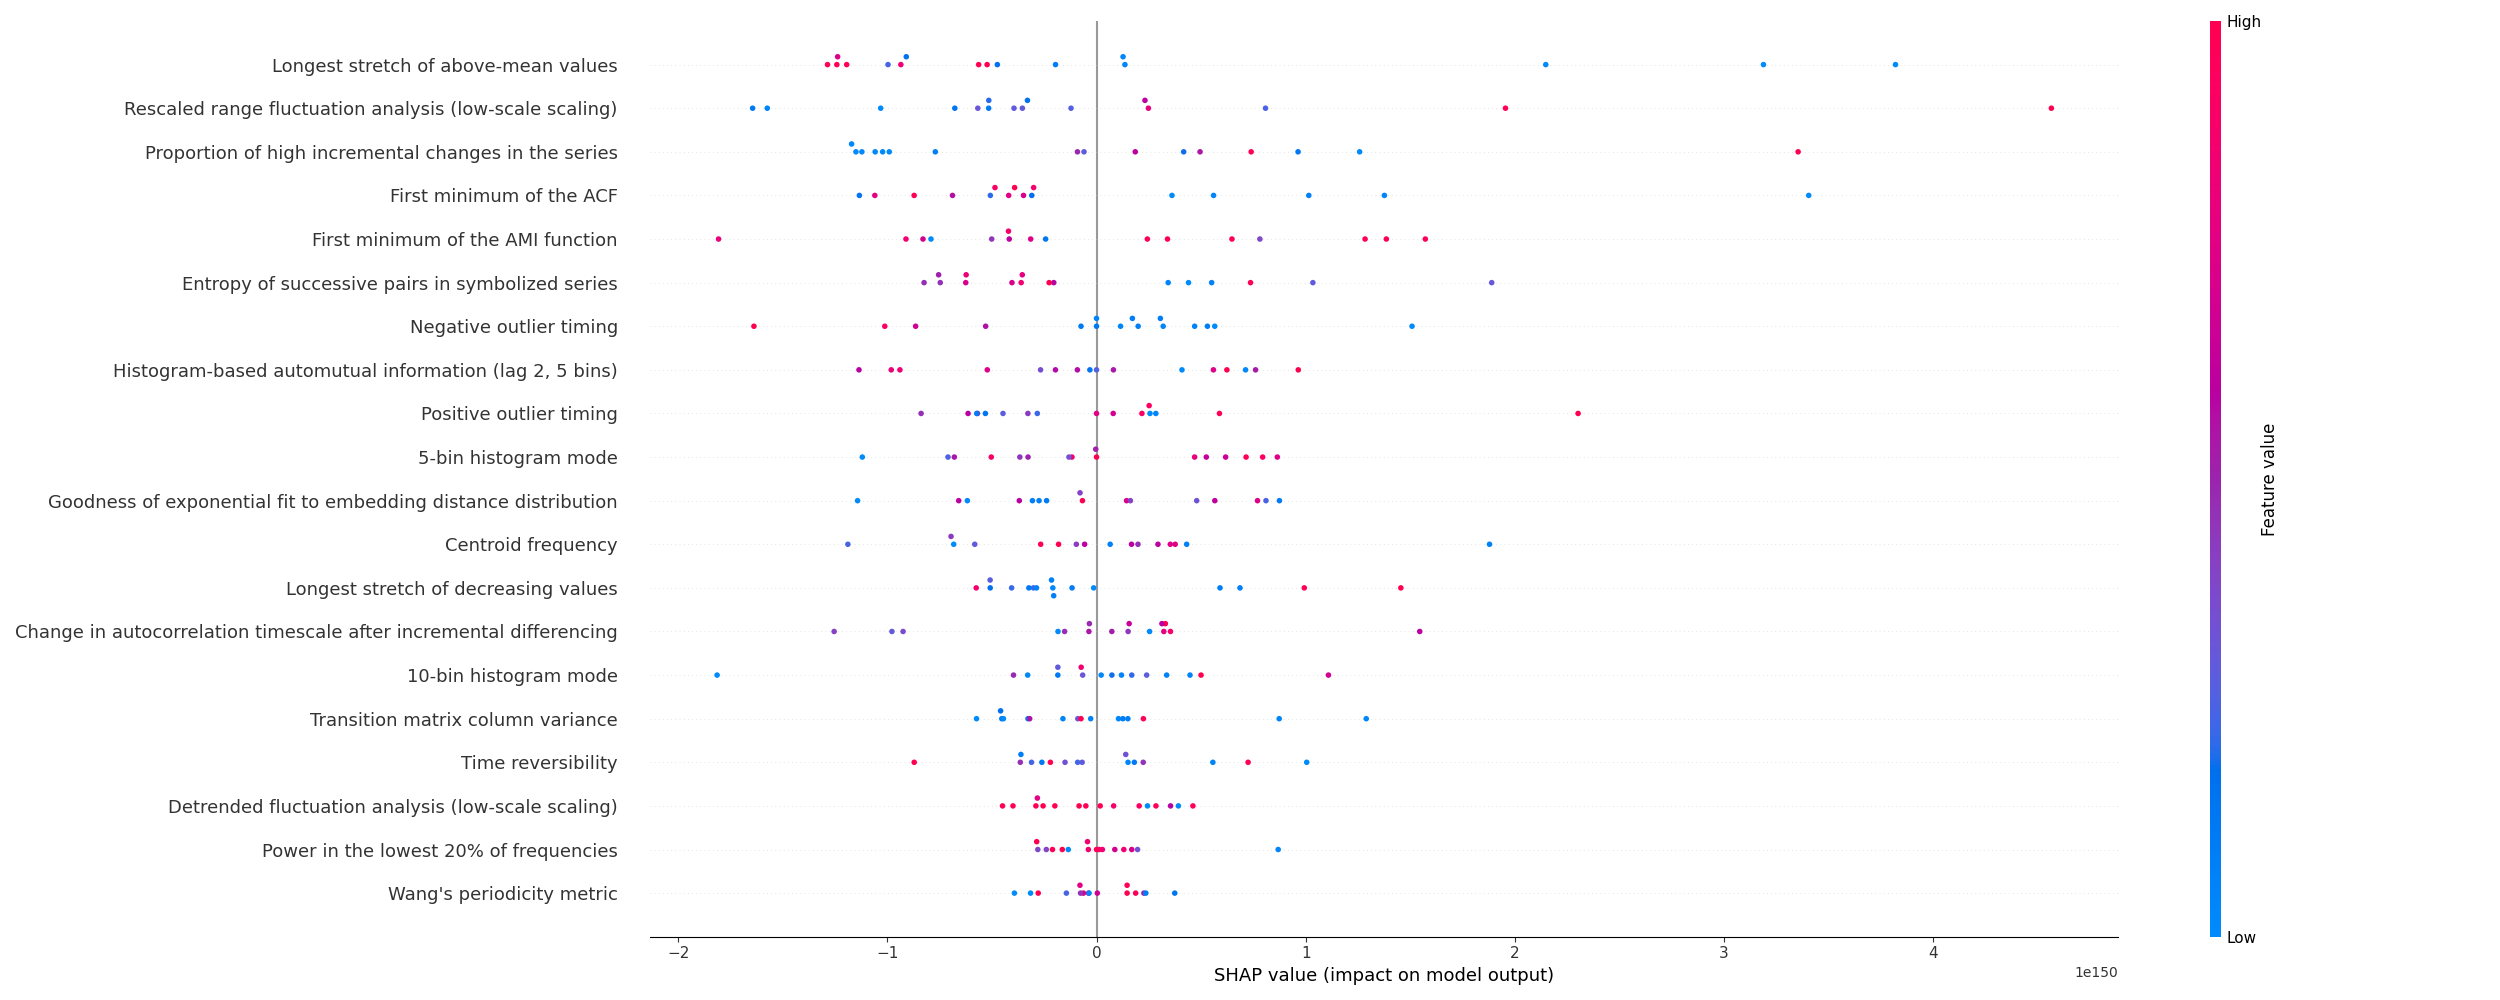 High
Longest stretch of above-mean values
Rescaled range fluctuation analysis (low-scale scaling)
Proportion of high incremental changes in the series
First minimum of the ACF
First minimum of the AMI function
Entropy of successive pairs in symbolized series
Negative outlier timing
Histogram-based automutual information (lag 2, 5 bins)
Positive outlier timing
5-bin histogram mode
Goodness of exponential fit to embedding distance distribution
Centroid frequency
Longest stretch of decreasing values
Change in autocorrelation timescale after incremental differencing
10-bin histogram mode
Transition matrix column variance
Time reversibility
Detrended fluctuation analysis (low-scale scaling)
Power in the lowest 20% of frequencies
Wang's periodicity metric
Feature value
Low
−2 −1 0 1 2 3 4
1e150
SHAP value (impact on model output)